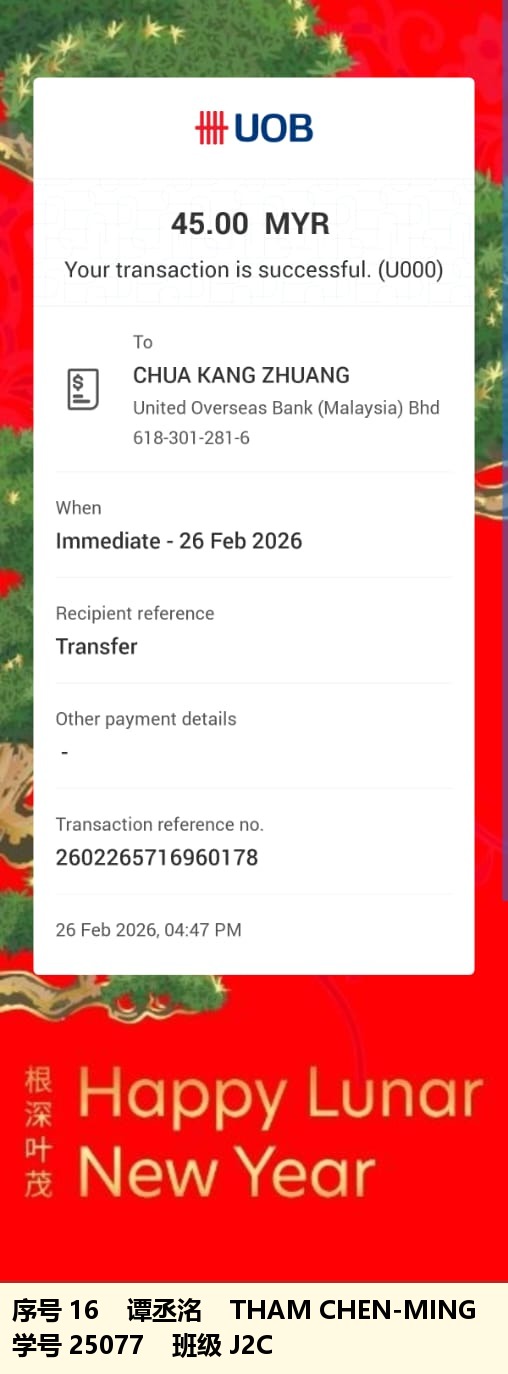 UOB
45.00 MYR
Your transaction is successful. (U000)
To
CHUA KANG ZHUANG
United Overseas Bank (Malaysia) Bhd
618-301-281-6
When
Immediate - 26 Feb 2026
Recipient reference
Transfer
Other payment details
-
Transaction reference no.
2602265716960178
26 Feb 2026, 04:47 PM
根深叶茂
Happy Lunar
New Year
序号 16 谭丞洺 THAM CHEN-MING
学号 25077 班级 J2C